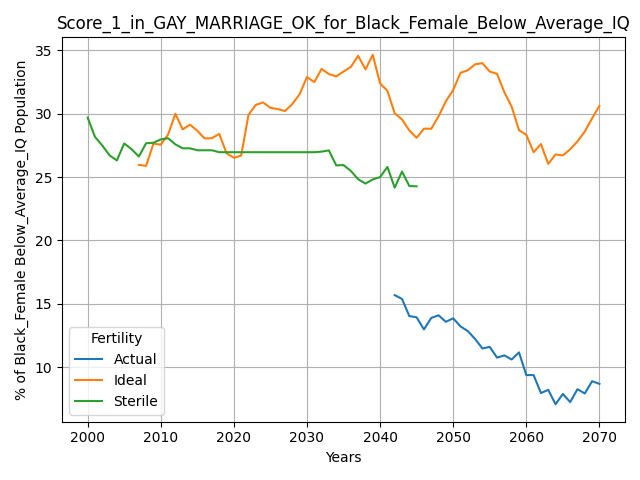 Score_1_in_GAY_MARRIAGE_OK_for_Black_Female_Below_Average_IQ
% of Black_Female Below_Average_IQ Population
35
30
25
20
15
10
Fertility
Actual
Ideal
Sterile
2000 2010 2020 2030 2040 2050 2060 2070
Years